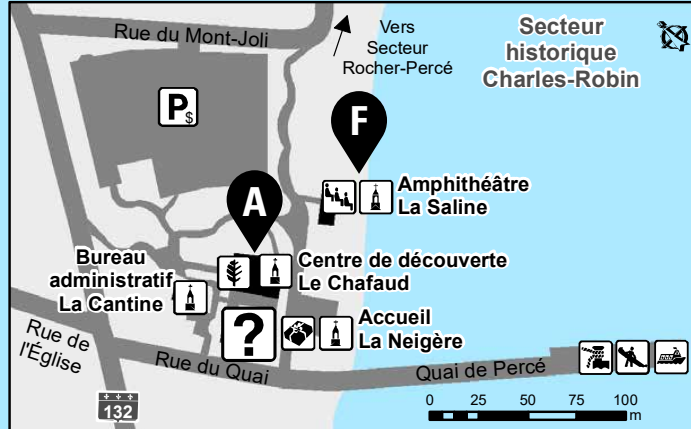 Rue du Mont-Joli
Vers
Secteur
Rocher-Percé
Secteur
historique
Charles-Robin
P$
F
A
Amphithéâtre
La Saline
Bureau
administratif
La Cantine
Centre de découverte
Le Chafaud
?
Accueil
La Neigère
Rue de
l'Église
Rue du Quai
Quai de Percé
132
0 25 50 75 100
m